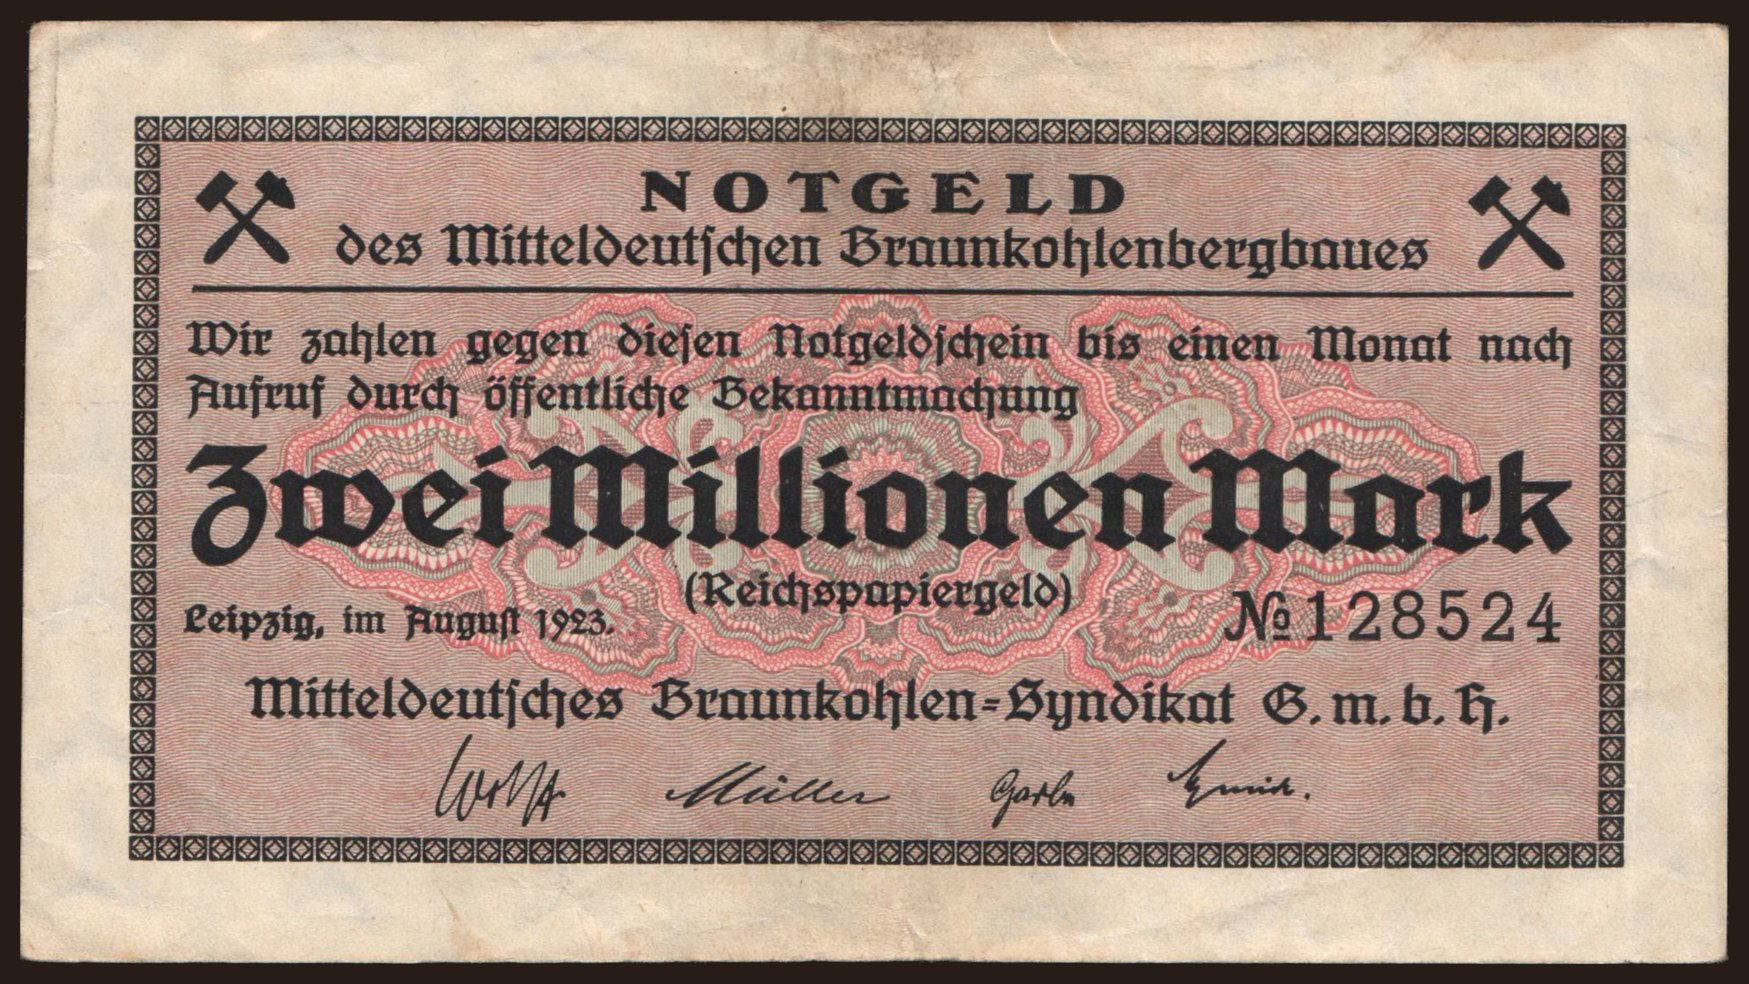 NOTGELD
des Mitteldeutschen Braunkohlenbergbaues
Wir zahlen gegen diesen Notgeldschein bis einen Monat nach
Aufruf durch öffentliche Bekanntmachung
Zwei Millionen Mark
(Reichspapiergeld)
Leipzig, im August 1923.
№ 128524
Mitteldeutsches Braunkohlen=Syndikat G.m.b.H.
Wolff Müller